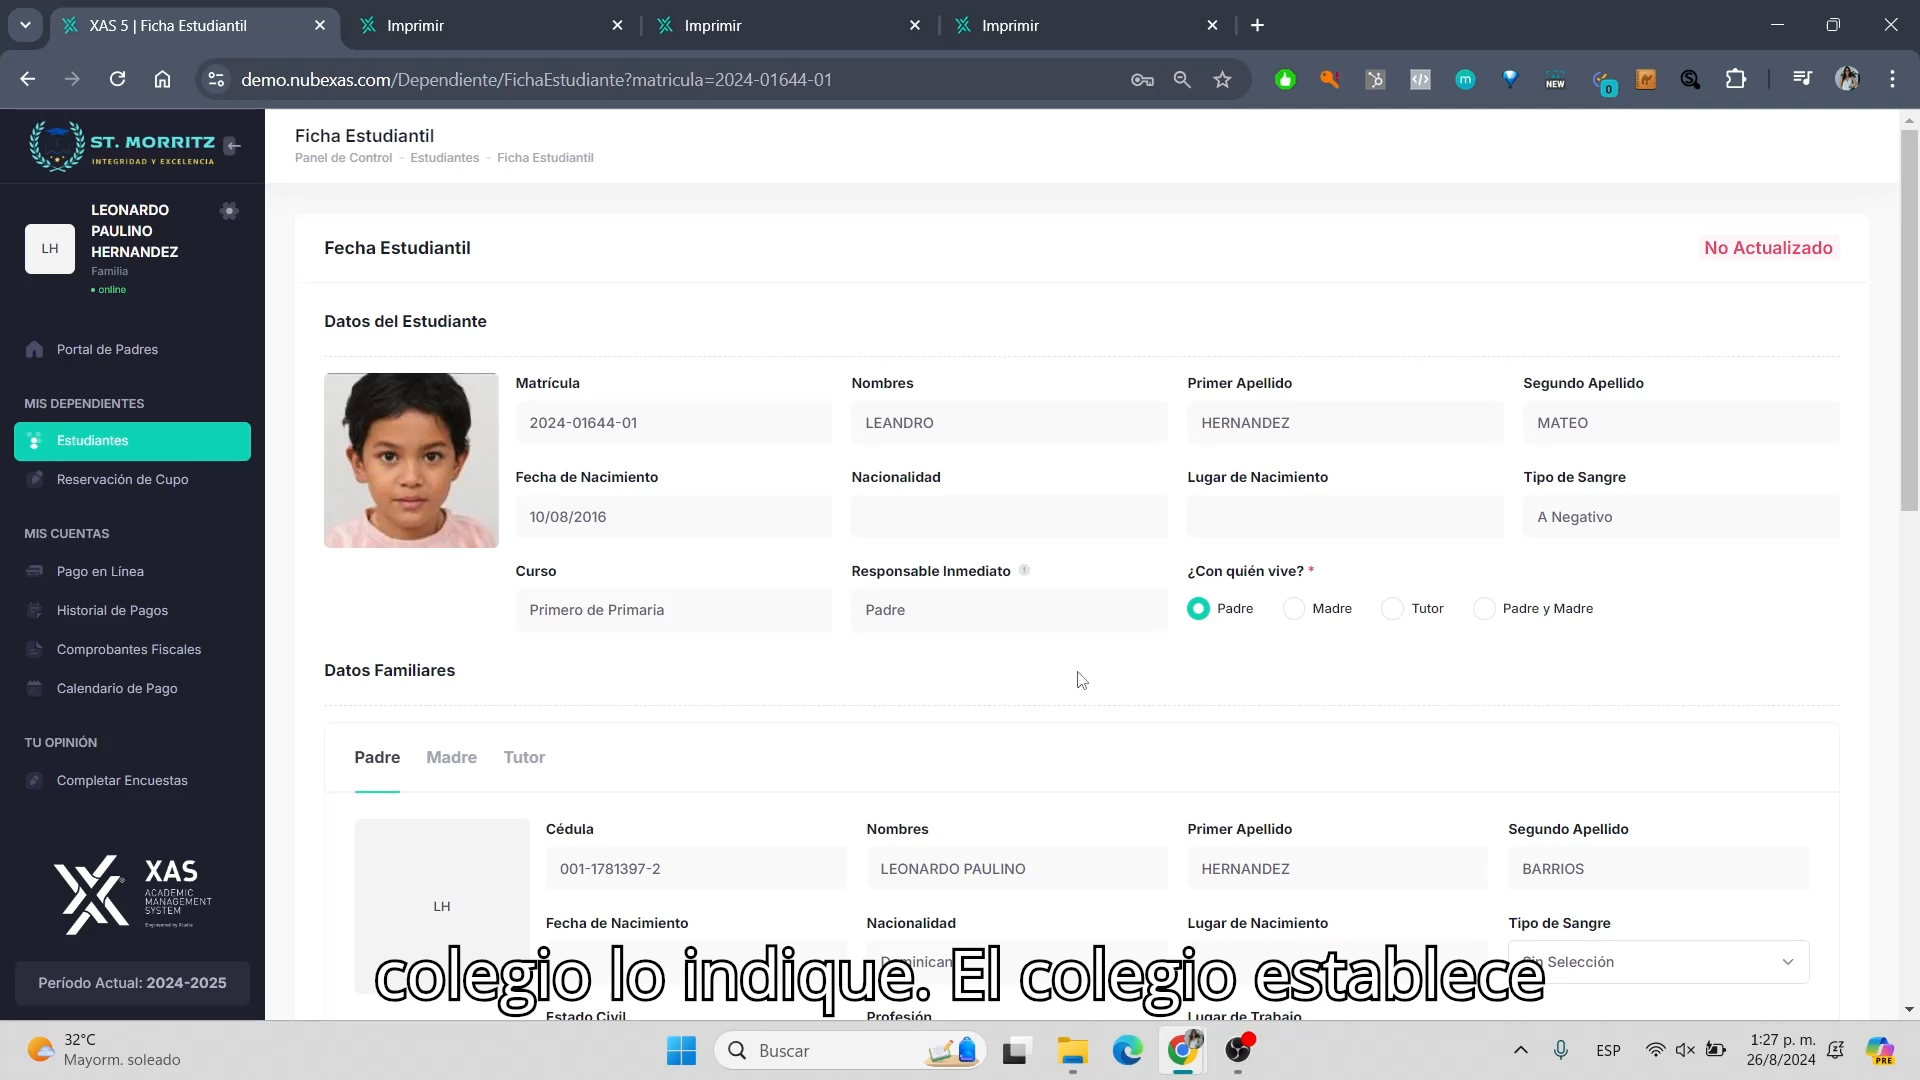 XAS 5 | Ficha Estudiantil
Imprimir
Imprimir
Imprimir
demo.nubexas.com/Dependiente/FichaEstudiante?matricula=2024-01644-01
NEW
0
ST. MORRITZ
INTEGRIDAD Y EXCELENCIA
LH
LEONARDO
PAULINO
HERNANDEZ
Familia
online
Portal de Padres
MIS DEPENDIENTES
Estudiantes
Reservación de Cupo
MIS CUENTAS
Pago en Línea
Historial de Pagos
Comprobantes Fiscales
Calendario de Pago
TU OPINIÓN
Completar Encuestas
XAS
ACADEMIC
MANAGEMENT
SYSTEM
Período Actual: 2024-2025
Ficha Estudiantil
Panel de Control - Estudiantes - Ficha Estudiantil
Fecha Estudiantil
No Actualizado
Datos del Estudiante
Matrícula
Nombres
Primer Apellido
Segundo Apellido
2024-01644-01
LEANDRO
HERNANDEZ
MATEO
Fecha de Nacimiento
Nacionalidad
Lugar de Nacimiento
Tipo de Sangre
10/08/2016
A Negativo
Curso
Responsable Inmediato
¿Con quién vive? *
Primero de Primaria
Padre
Padre
Madre
Tutor
Padre y Madre
Datos Familiares
Padre
Madre
Tutor
LH
Cédula
Nombres
Primer Apellido
Segundo Apellido
001-1781397-2
LEONARDO PAULINO
HERNANDEZ
BARRIOS
Fecha de Nacimiento
Nacionalidad
Lugar de Nacimiento
Tipo de Sangre
Sin Selección
colegio lo indique. El colegio establece
Estado Civil
Profesión
Lugar de Trabajo
32°C
Mayorm. soleado
Buscar
ESP
1:27 p. m.
26/8/2024
PRE